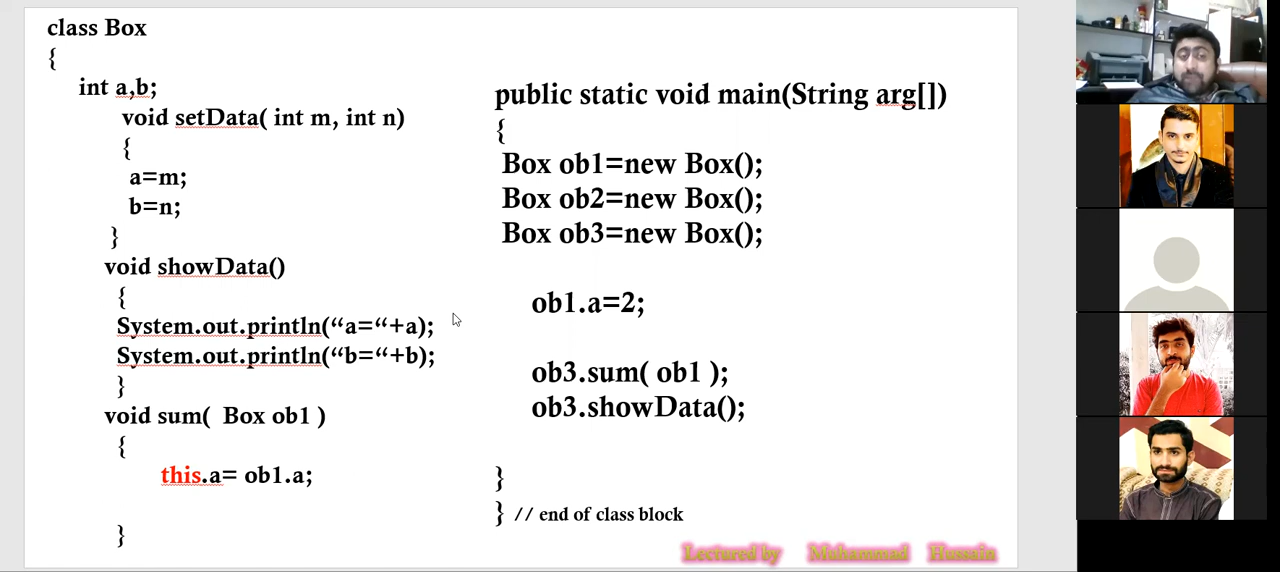 class Box
{
int a,b;
void setData( int m, int n)
{
a=m;
b=n;
}
void showData()
{
System.out.println(“a=“+a);
System.out.println(“b=“+b);
}
void sum( Box ob1 )
{
this.a= ob1.a;
}
public static void main(String arg[])
{
Box ob1=new Box();
Box ob2=new Box();
Box ob3=new Box();
ob1.a=2;
ob3.sum( ob1 );
ob3.showData();
}
} // end of class block
Lectured by Muhammad Hussain